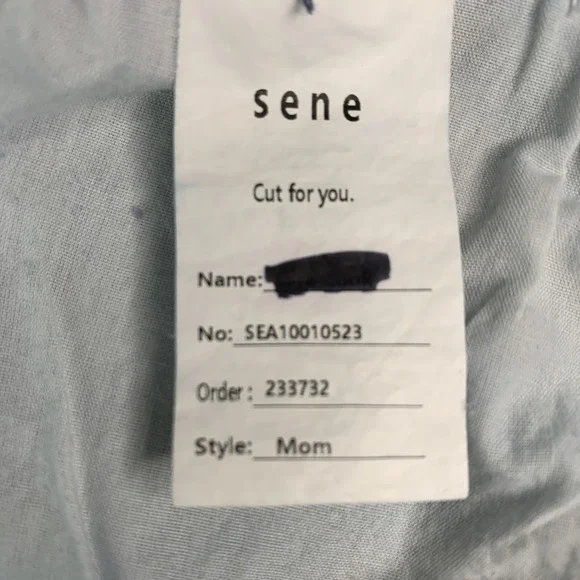 sene
Cut for you.
Name:
No: SEA10010523
Order: 233732
Style: Mom